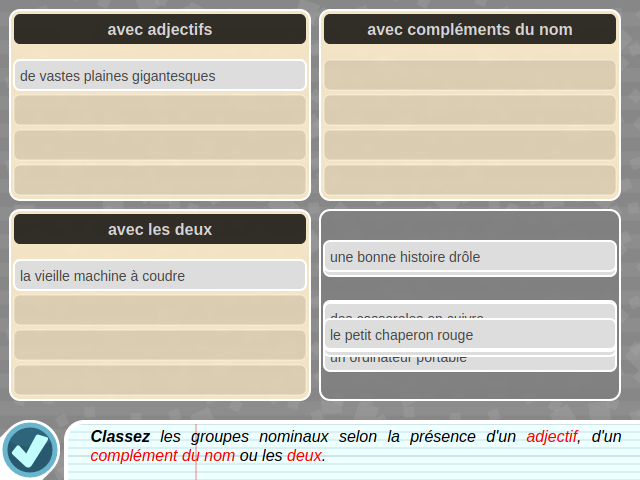 avec adjectifs
de vastes plaines gigantesques
avec compléments du nom
avec les deux
la vieille machine à coudre
une bonne histoire drôle
des casseroles en cuivre
le petit chaperon rouge
un ordinateur portable
Classez les groupes nominaux selon la présence d'un adjectif, d'un
complément du nom ou les deux.